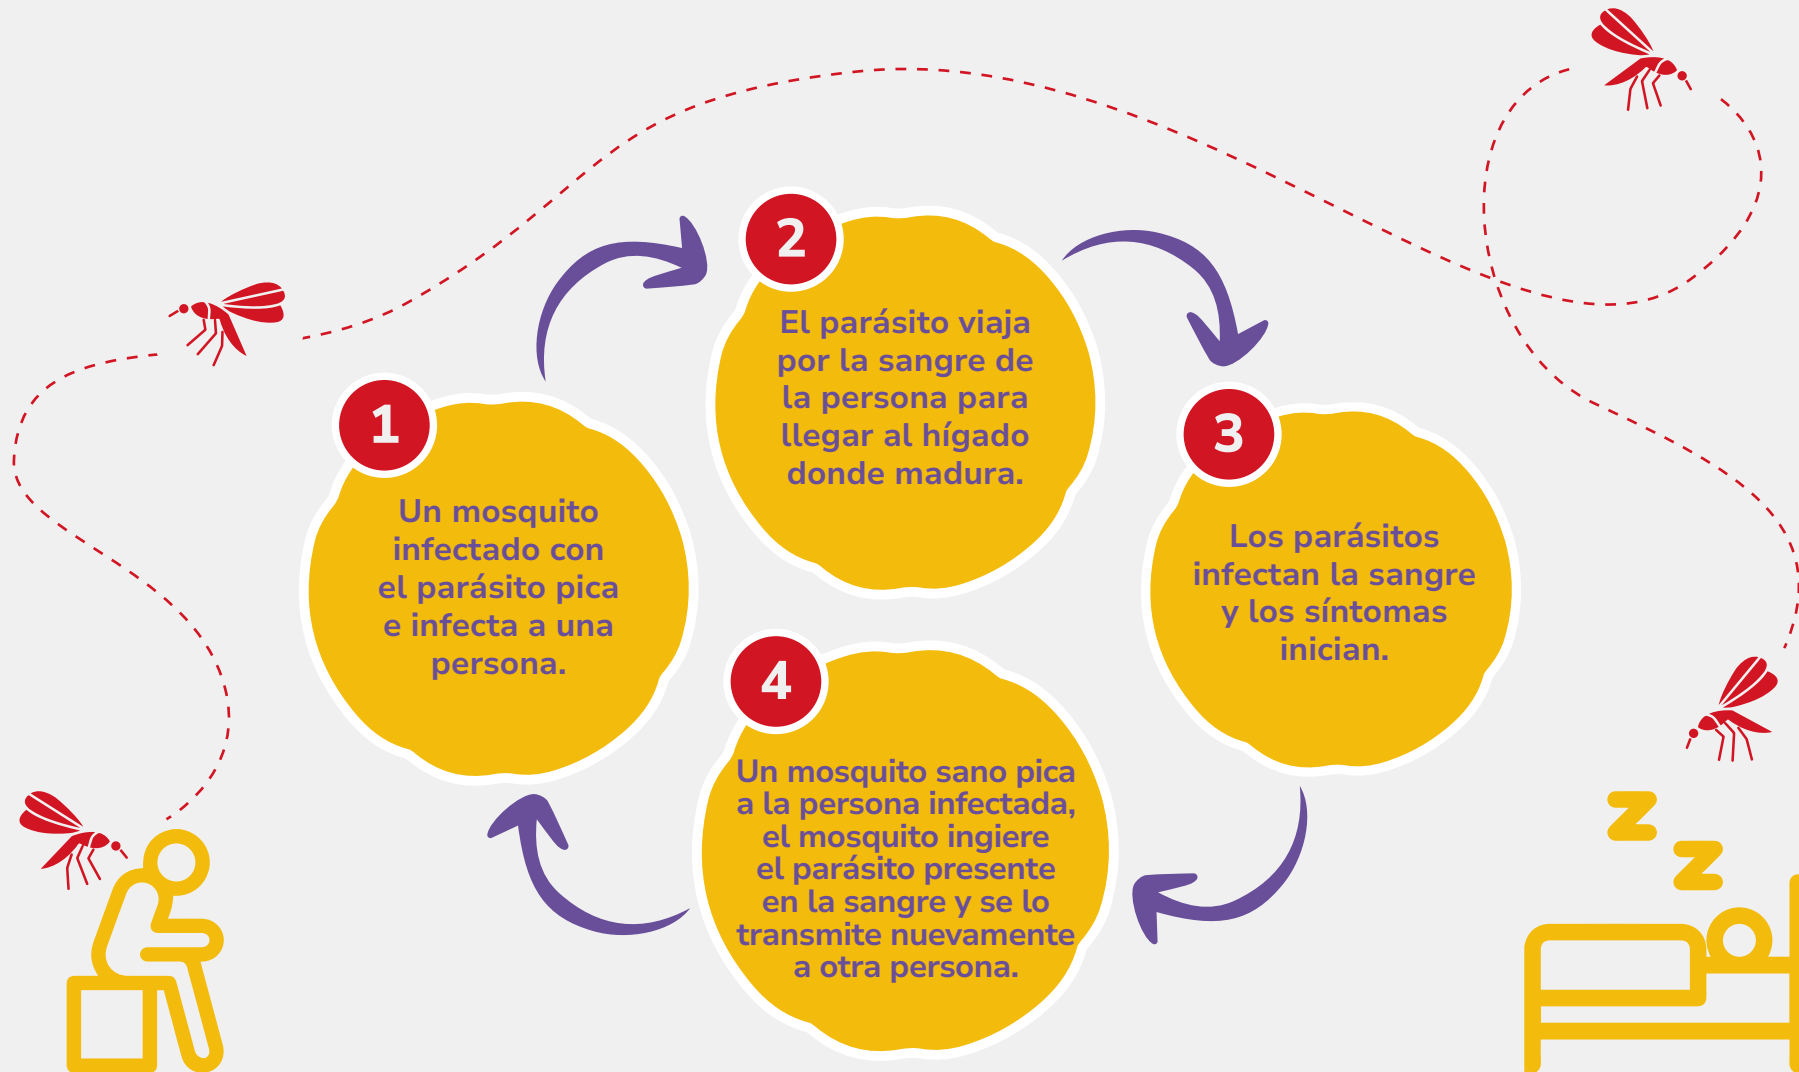 1
Un mosquito
infectado con
el parásito pica
e infecta a una
persona.
2
El parásito viaja
por la sangre de
la persona para
llegar al hígado
donde madura.
3
Los parásitos
infectan la sangre
y los síntomas
inician.
4
Un mosquito sano pica
a la persona infectada,
el mosquito ingiere
el parásito presente
en la sangre y se lo
transmite nuevamente
a otra persona.
Z
Z